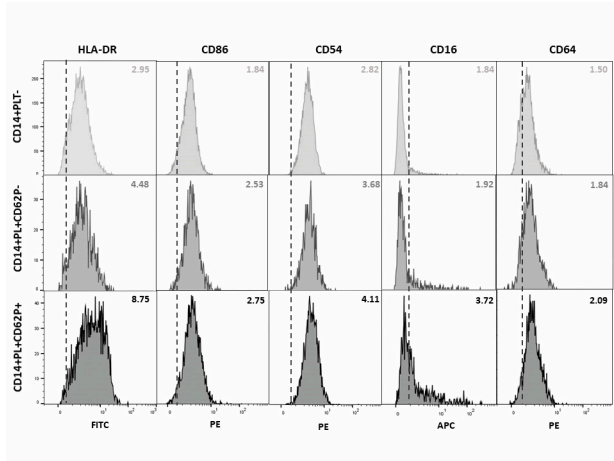 HLA-DR CD86 CD54 CD16 CD64
CD14+PLT- 2.95 1.84 2.82 1.84 1.50
CD14+PL+CD62P- 4.48 2.53 3.68 1.92 1.84
CD14+PL+CD62P+ 8.75 2.75 4.11 3.72 2.09
FITC PE PE APC PE